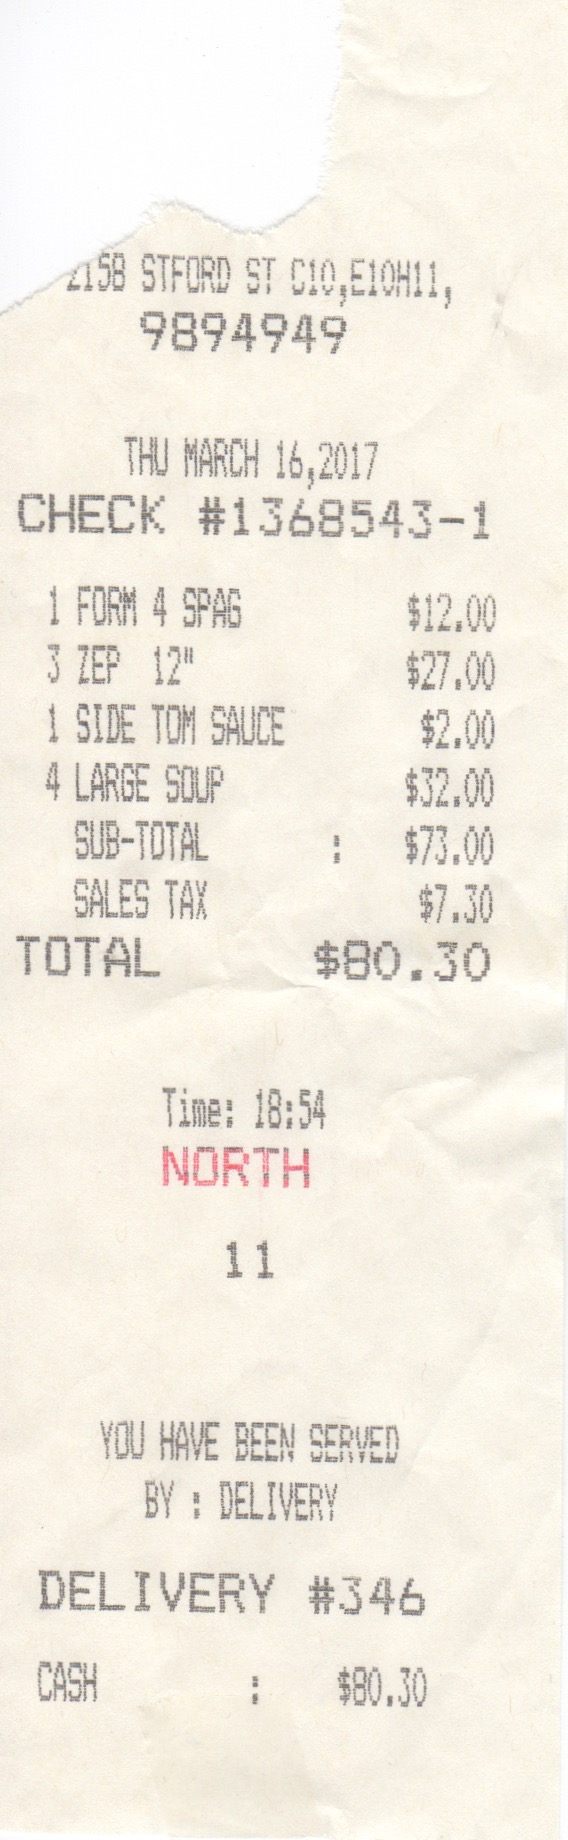 215B STFORD ST C10,E10H11,
9894949
THU MARCH 16,2017
CHECK #1368543-1
1 FORM 4 SPAG $12.00
3 ZEP 12" $27.00
1 SIDE TOM SAUCE $2.00
4 LARGE SOUP $32.00
SUB-TOTAL : $73.00
SALES TAX $7.30
TOTAL $80.30
Time: 18:54
NORTH
11
YOU HAVE BEEN SERVED
BY : DELIVERY
DELIVERY #346
CASH : $80.30